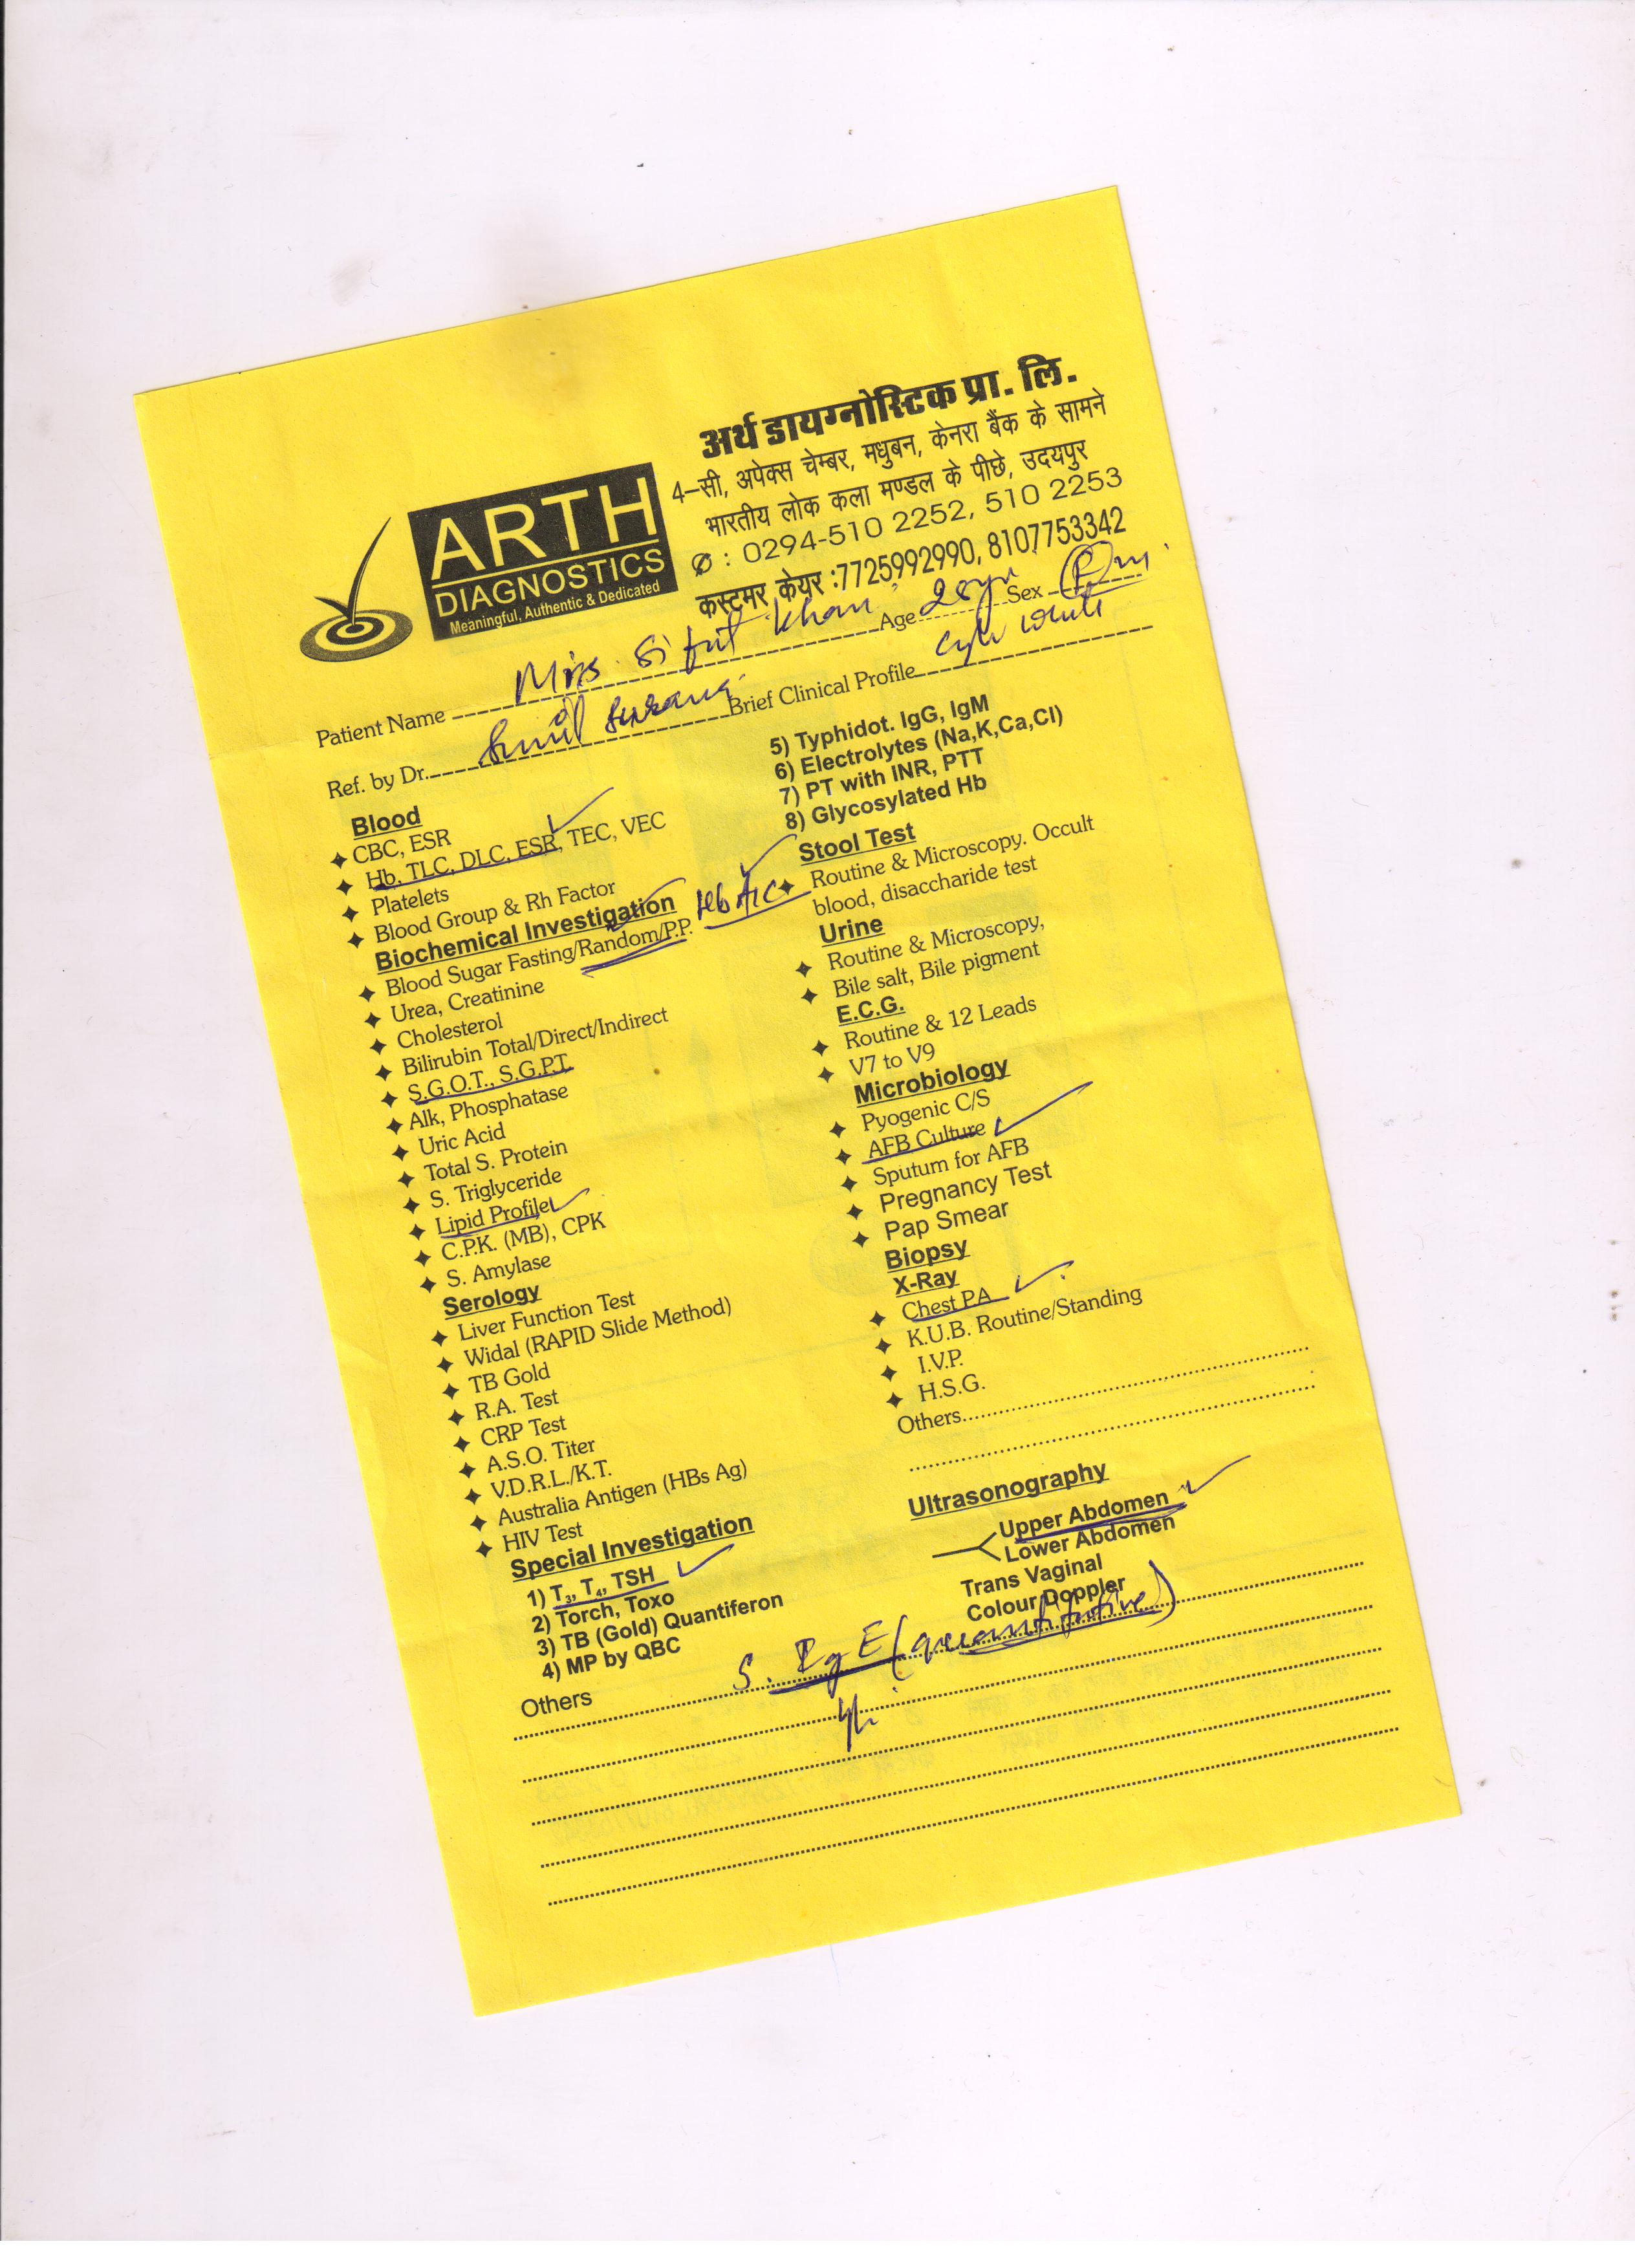 अर्थ डायग्नोस्टिक प्रा. लि.
4-सी, अपेक्स चेम्बर, मधुबन, केनरा बैंक के सामने
भारतीय लोक कला मण्डल के पीछे, उदयपुर
: 0294-510 2252, 510 2253
कस्टमर केयर :7725992990, 8107753342
ARTH
DIAGNOSTICS
Meaningful, Authentic & Dedicated
Patient Name Miss. Khan Age 28yr Sex
Ref. by Dr. Sunil Surana Brief Clinical Profile
Blood
CBC, ESR
Hb, TLC, DLC, ESR, TEC, VEC
Platelets
Blood Group & Rh Factor
Biochemical Investigation
Blood Sugar Fasting/Random/P.P. HbA1C
Urea, Creatinine
Cholesterol
Bilirubin Total/Direct/Indirect
S.G.O.T., S.G.P.T.
Alk, Phosphatase
Uric Acid
Total S. Protein
S. Triglyceride
Lipid Profile
C.P.K. (MB), CPK
S. Amylase
Serology
Liver Function Test
Widal (RAPID Slide Method)
TB Gold
R.A. Test
CRP Test
A.S.O. Titer
V.D.R.L./K.T.
Australia Antigen (HBs Ag)
HIV Test
Special Investigation
1) T3, T4, TSH
2) Torch, Toxo
3) TB (Gold) Quantiferon
4) MP by QBC
5) Typhidot. IgG, IgM
6) Electrolytes (Na,K,Ca,Cl)
7) PT with INR, PTT
8) Glycosylated Hb
Stool Test
Routine & Microscopy. Occult
blood, disaccharide test
Urine
Routine & Microscopy,
Bile salt, Bile pigment
E.C.G.
Routine & 12 Leads
V7 to V9
Microbiology
Pyogenic C/S
AFB Culture
Sputum for AFB
Pregnancy Test
Pap Smear
Biopsy
X-Ray
Chest PA
K.U.B. Routine/Standing
I.V.P.
H.S.G.
Others
Ultrasonography
Upper Abdomen
Lower Abdomen
Trans Vaginal
Colour Doppler
Others S. IgE (quantitative)